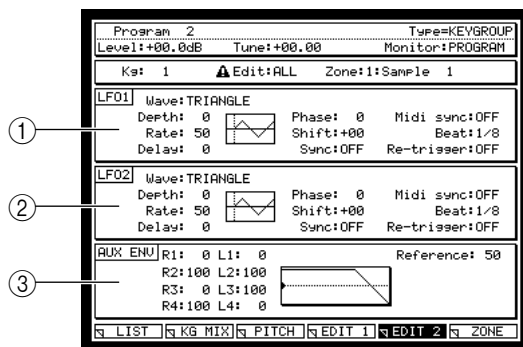 Program 2 Type=KEYGROUP
Level:+00.0dB Tune:+00.00 Monitor:PROGRAM
Kg: 1 Edit:ALL Zone:1:Sample 1
LFO1 Wave:TRIANGLE
Depth: 0 Phase: 0 Midi sync:OFF
① Rate: 50 Shift:+00 Beat:1/8
Delay: 0 Sync:OFF Re-trigger:OFF
LFO2 Wave:TRIANGLE
Depth: 0 Phase: 0 Midi sync:OFF
② Rate: 50 Shift:+00 Beat:1/8
Delay: 0 Sync:OFF Re-trigger:OFF
AUX ENV R1: 0 L1: 0 Reference: 50
R2:100 L2:100
③ R3: 0 L3:100
R4:100 L4: 0
LIST KG MIX PITCH EDIT 1 EDIT 2 ZONE